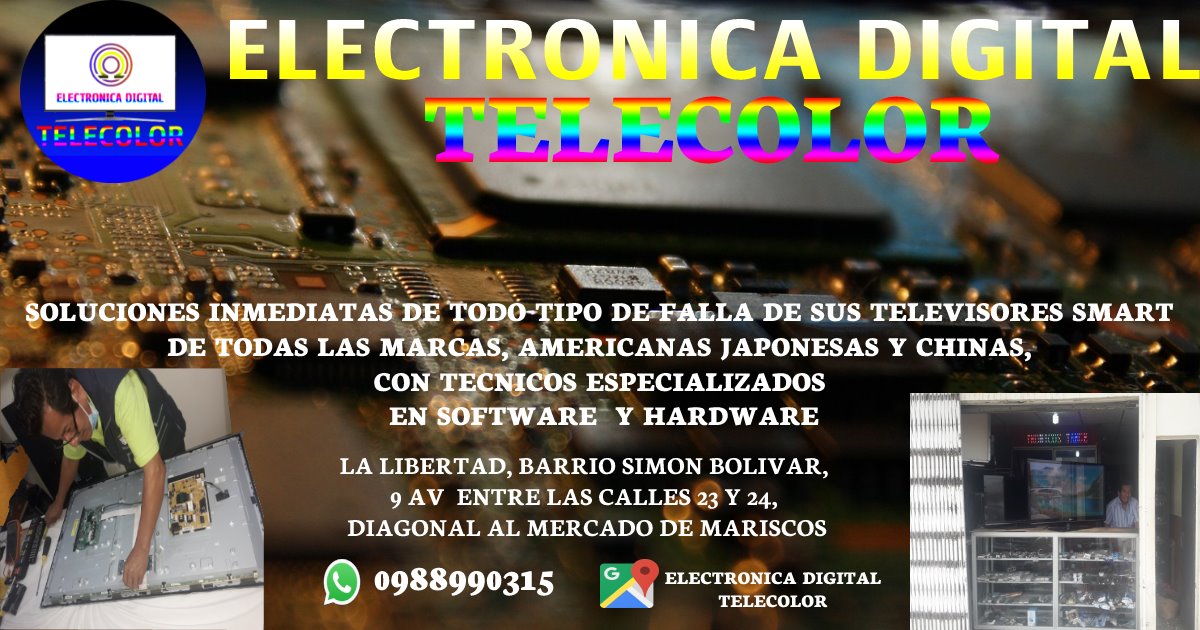 ELECTRONICA DIGITAL
TELECOLOR
ELECTRONICA DIGITAL
TELECOLOR
SOLUCIONES INMEDIATAS DE TODO TIPO DE FALLA DE SUS TELEVISORES SMART
DE TODAS LAS MARCAS, AMERICANAS JAPONESAS Y CHINAS,
CON TECNICOS ESPECIALIZADOS
EN SOFTWARE Y HARDWARE
LA LIBERTAD, BARRIO SIMON BOLIVAR,
9 AV ENTRE LAS CALLES 23 Y 24,
DIAGONAL AL MERCADO DE MARISCOS
0988990315
G
ELECTRONICA DIGITAL
TELECOLOR